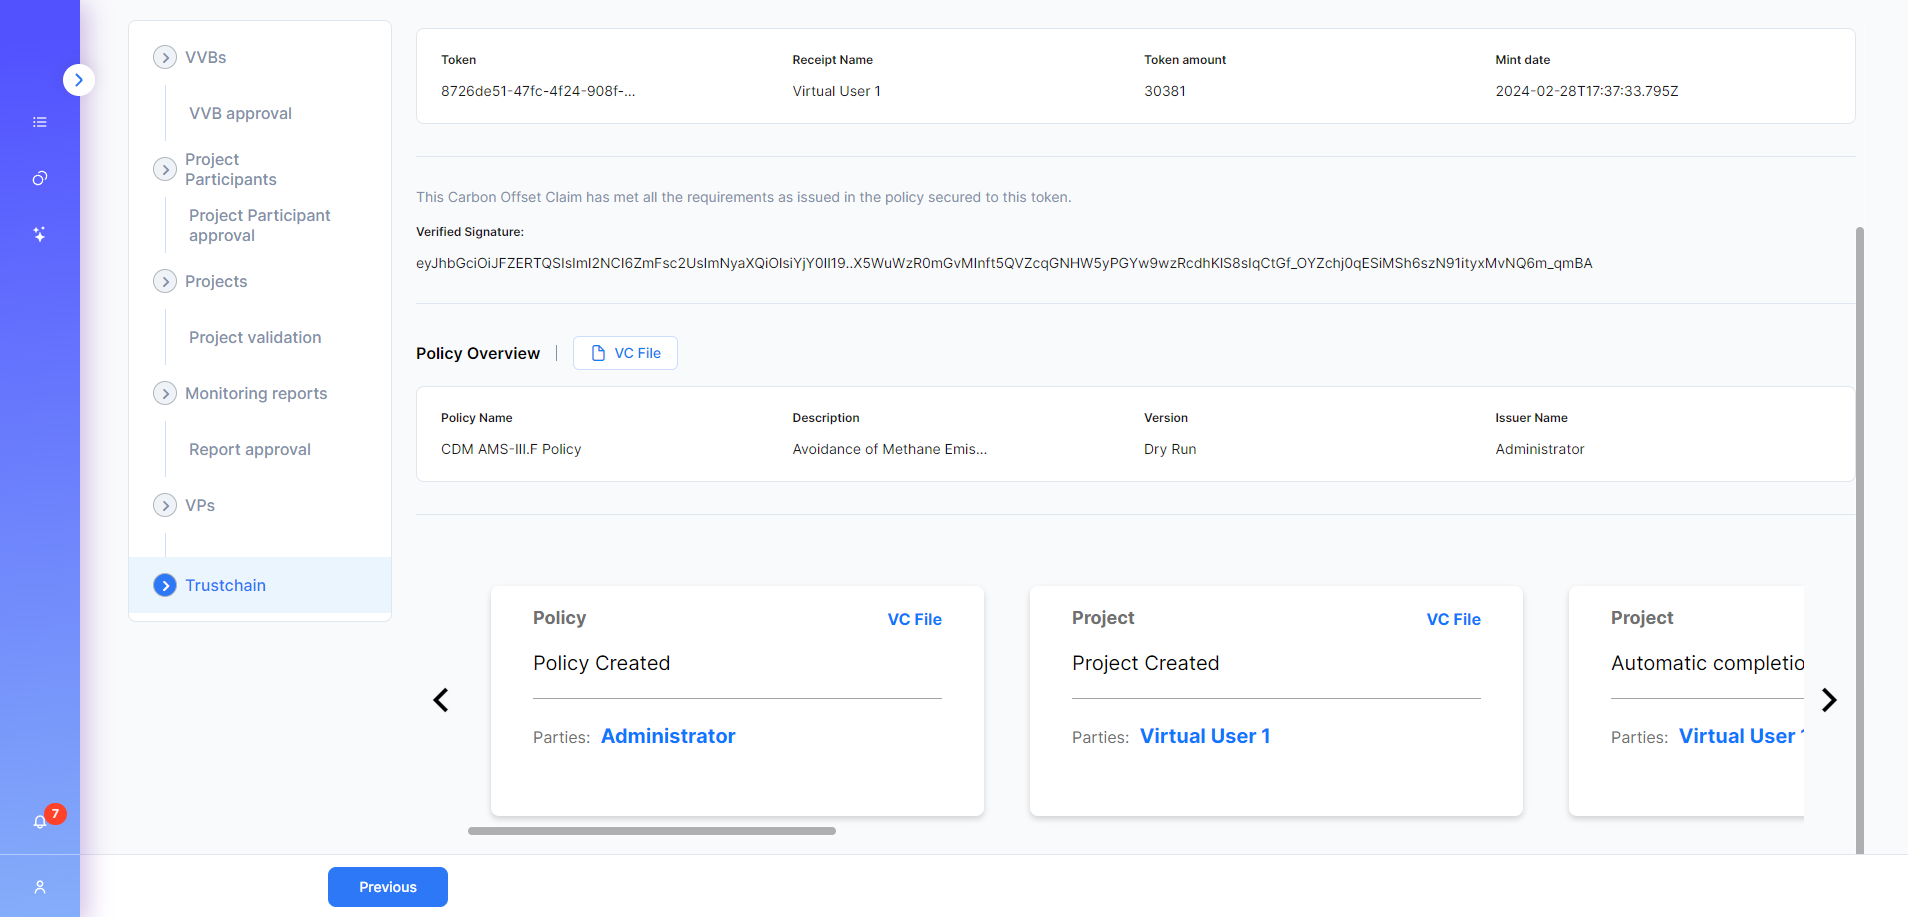 VVBs
VVB approval
Project
Participants
Project Participant
approval
Projects
Project validation
Monitoring reports
Report approval
VPs
Trustchain
Token
Receipt Name
Token amount
Mint date
8726de51-47fc-4f24-908f-...
Virtual User 1
30381
2024-02-28T17:37:33.795Z
This Carbon Offset Claim has met all the requirements as issued in the policy secured to this token.
Verified Signature:
eyJhbGciOiJFZERTQSIsImI2NCI6ZmFsc2UsImNyaXQiOlsiYjY0Il19..X5WuWzR0mGvMInft5QVZcqGNHW5yPGYw9wzRcdhKIS8sIqCtGf_OYZchj0qESiMSh6szN91ityxMvNQ6m_qmBA
Policy Overview
VC File
Policy Name
Description
Version
Issuer Name
CDM AMS-III.F Policy
Avoidance of Methane Emis...
Dry Run
Administrator
Policy
VC File
Policy Created
Parties: Administrator
Project
VC File
Project Created
Parties: Virtual User 1
Project
Automatic completio
Parties: Virtual User 1
7
Previous